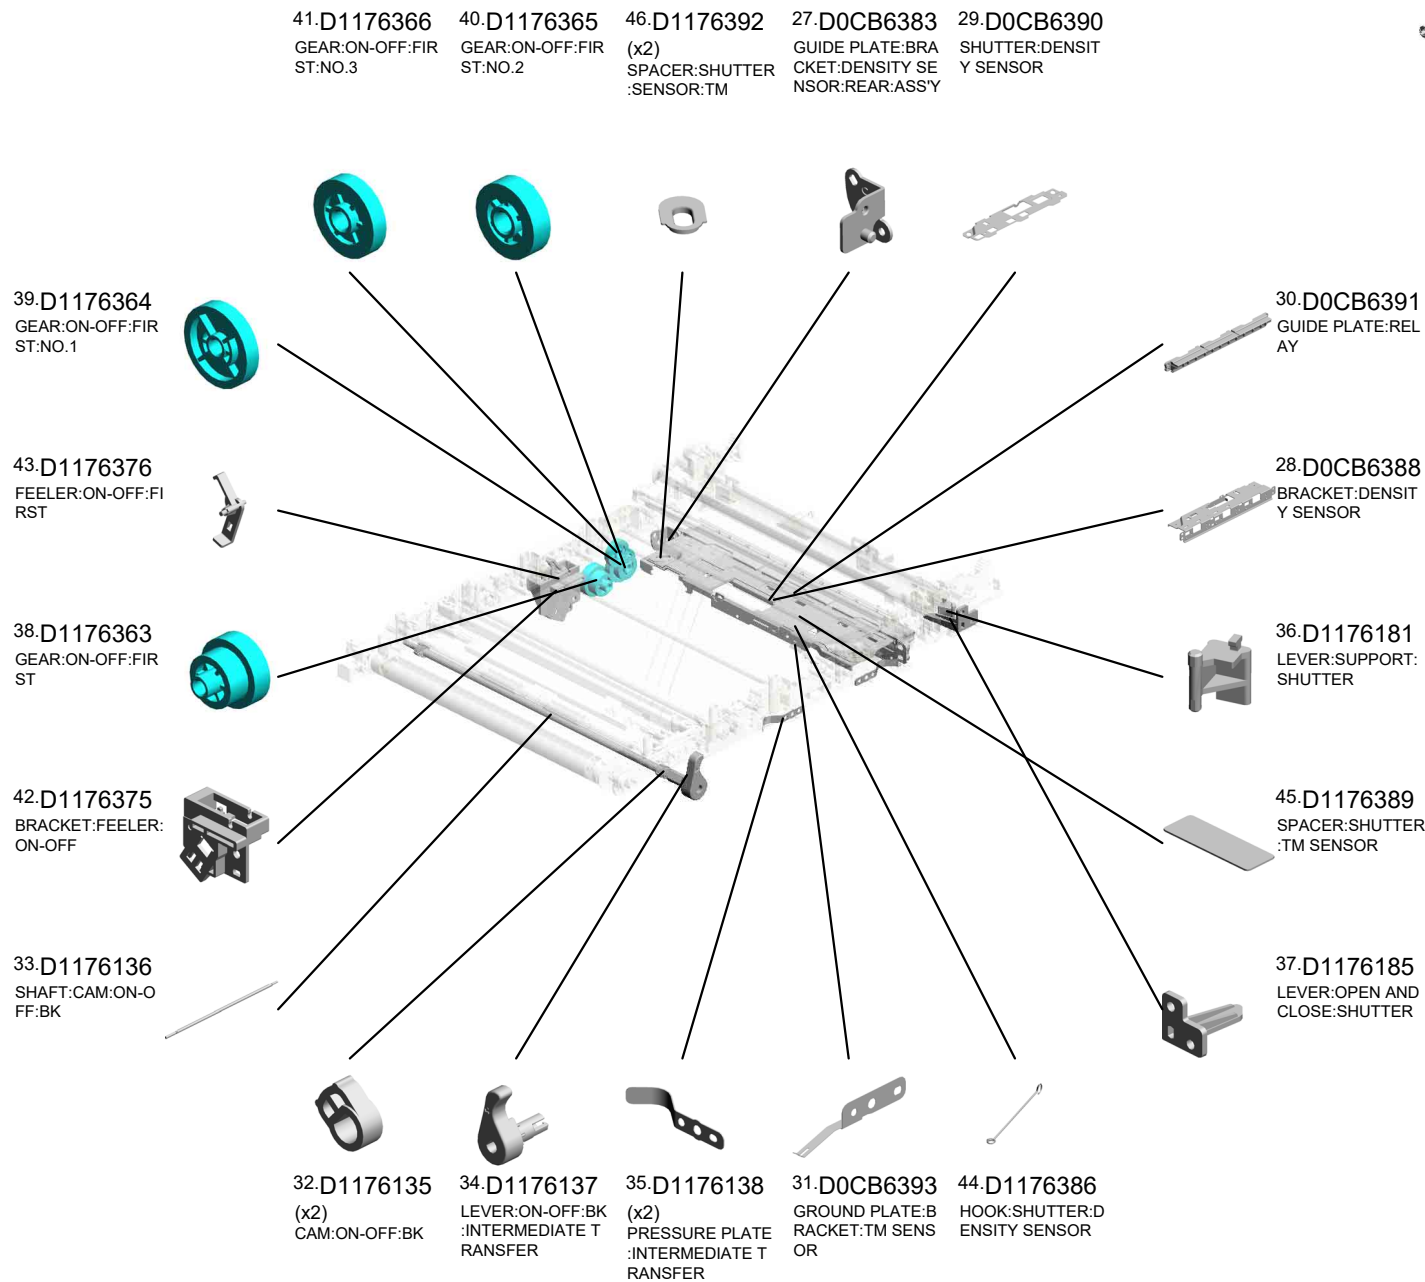 41.D1176366
GEAR:ON-OFF:FIR
ST:NO.3
40.D1176365
GEAR:ON-OFF:FIR
ST:NO.2
46.D1176392
(x2)
SPACER:SHUTTER
:SENSOR:TM
27.D0CB6383
GUIDE PLATE:BRA
CKET:DENSITY SE
NSOR:REAR:ASS'Y
29.D0CB6390
SHUTTER:DENSIT
Y SENSOR
39.D1176364
GEAR:ON-OFF:FIR
ST:NO.1
30.D0CB6391
GUIDE PLATE:REL
AY
43.D1176376
FEELER:ON-OFF:FI
RST
28.D0CB6388
BRACKET:DENSIT
Y SENSOR
38.D1176363
GEAR:ON-OFF:FIR
ST
36.D1176181
LEVER:SUPPORT:
SHUTTER
42.D1176375
BRACKET:FEELER:
ON-OFF
45.D1176389
SPACER:SHUTTER
:TM SENSOR
33.D1176136
SHAFT:CAM:ON-O
FF:BK
37.D1176185
LEVER:OPEN AND
CLOSE:SHUTTER
32.D1176135
(x2)
CAM:ON-OFF:BK
34.D1176137
LEVER:ON-OFF:BK
:INTERMEDIATE T
RANSFER
35.D1176138
(x2)
PRESSURE PLATE
:INTERMEDIATE T
RANSFER
31.D0CB6393
GROUND PLATE:B
RACKET:TM SENS
OR
44.D1176386
HOOK:SHUTTER:D
ENSITY SENSOR